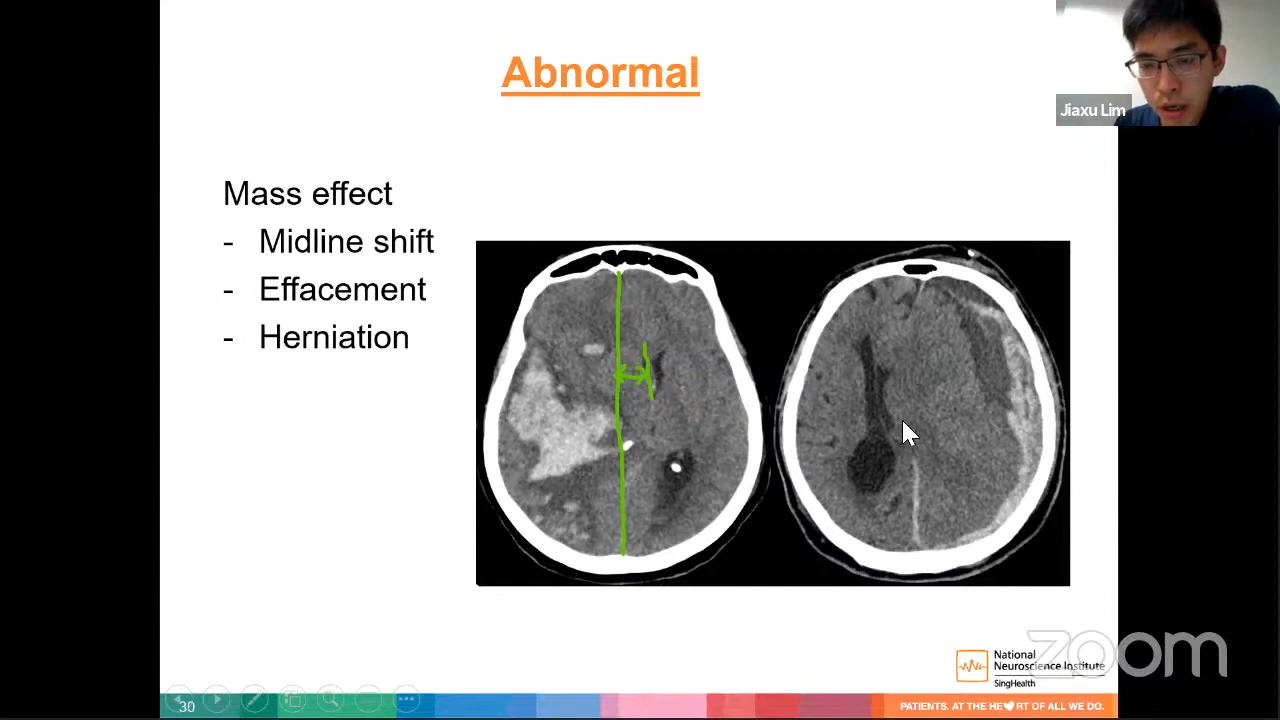 Abnormal
Jiaxu Lim
Mass effect
- Midline shift
- Effacement
- Herniation
National
Neuroscience Institute
SingHealth
zoom
30
PATIENTS. AT THE HE RT OF ALL WE DO.